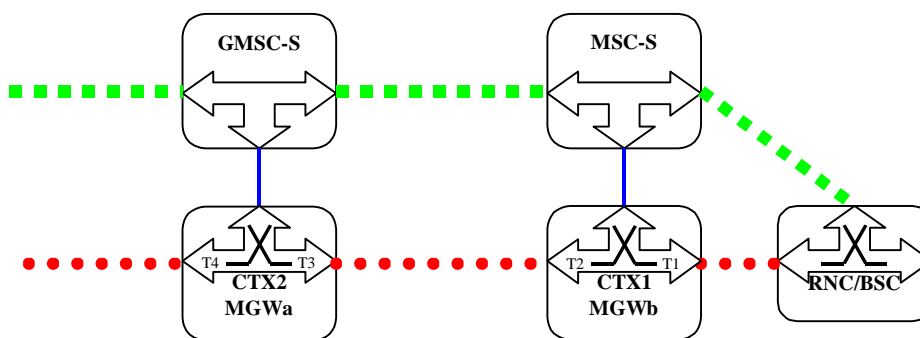 GMSC-S
MSC-S
T4 T3
CTX2
MGWa
T2 T1
CTX1
MGWb
RNC/BSC